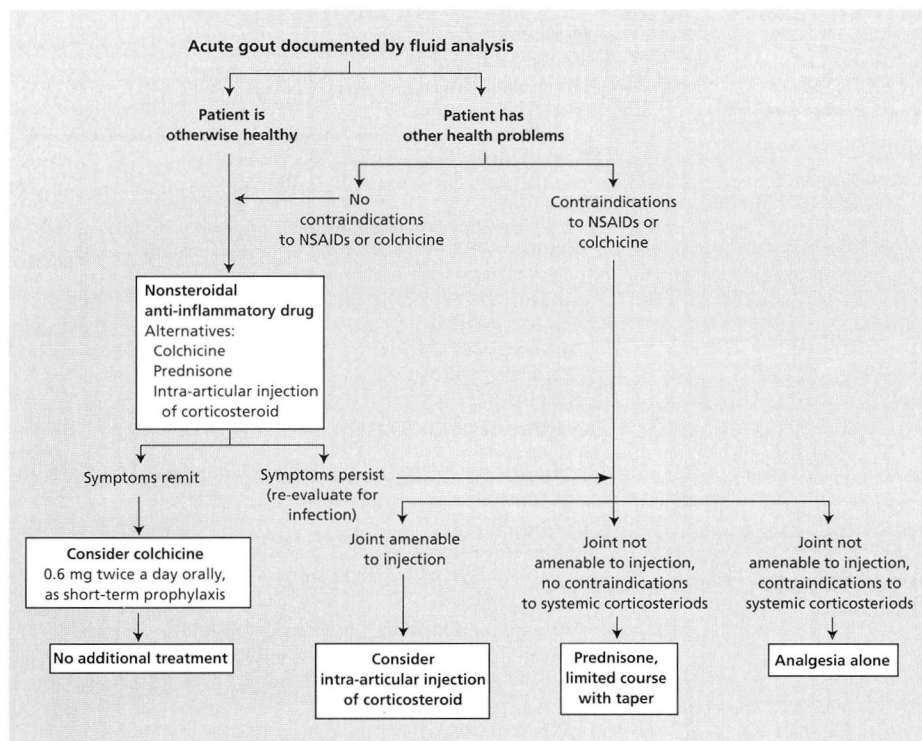 Acute gout documented by fluid analysis
Patient is
otherwise healthy
Patient has
other health problems
No
contraindications
to NSAIDs or colchicine
Contraindications
to NSAIDs or
colchicine
Nonsteroidal
anti-inflammatory drug
Alternatives:
Colchicine
Prednisone
Intra-articular injection
of corticosteroid
Symptoms remit
Symptoms persist
(re-evaluate for
infection)
Consider colchicine
0.6 mg twice a day orally,
as short-term prophylaxis
No additional treatment
Joint amenable
to injection
Consider
intra-articular injection
of corticosteroid
Joint not
amenable to injection,
no contraindications
to systemic corticosteriods
Prednisone,
limited course
with taper
Joint not
amenable to injection,
contraindications to
systemic corticosteriods
Analgesia alone